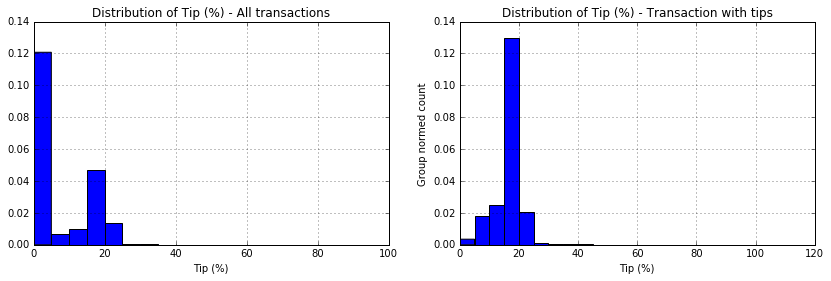 Distribution of Tip (%) - All transactions
0.14
0.12
0.10
0.08
0.06
0.04
0.02
0.00
0 20 40 60 80 100
Tip (%)
Distribution of Tip (%) - Transaction with tips
Group normed count
0.14
0.12
0.10
0.08
0.06
0.04
0.02
0.00
0 20 40 60 80 100 120
Tip (%)